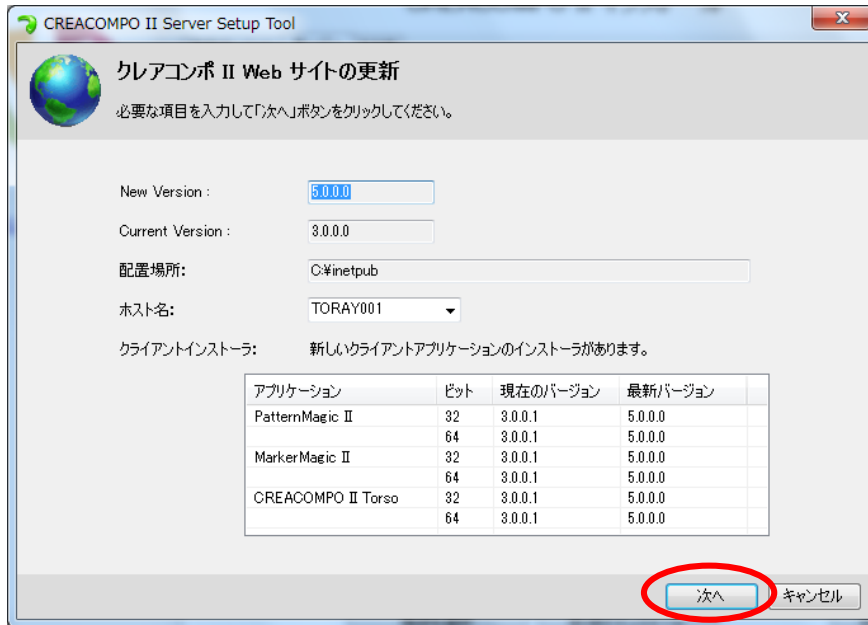 CREACOMPO II Server Setup Tool
クレアコンポ II Web サイトの更新
必要な項目を入力して「次へ」ボタンをクリックしてください。
New Version : 5.0.0.0
Current Version : 3.0.0.0
配置場所: C:¥inetpub
ホスト名: TORAY001
クライアントインストーラ: 新しいクライアントアプリケーションのインストーラがあります。
アプリケーション ビット 現在のバージョン 最新バージョン
PatternMagic II 32 3.0.0.1 5.0.0.0
64 3.0.0.1 5.0.0.0
MarkerMagic II 32 3.0.0.1 5.0.0.0
64 3.0.0.1 5.0.0.0
CREACOMPO II Torso 32 3.0.0.1 5.0.0.0
64 3.0.0.1 5.0.0.0
次へ キャンセル